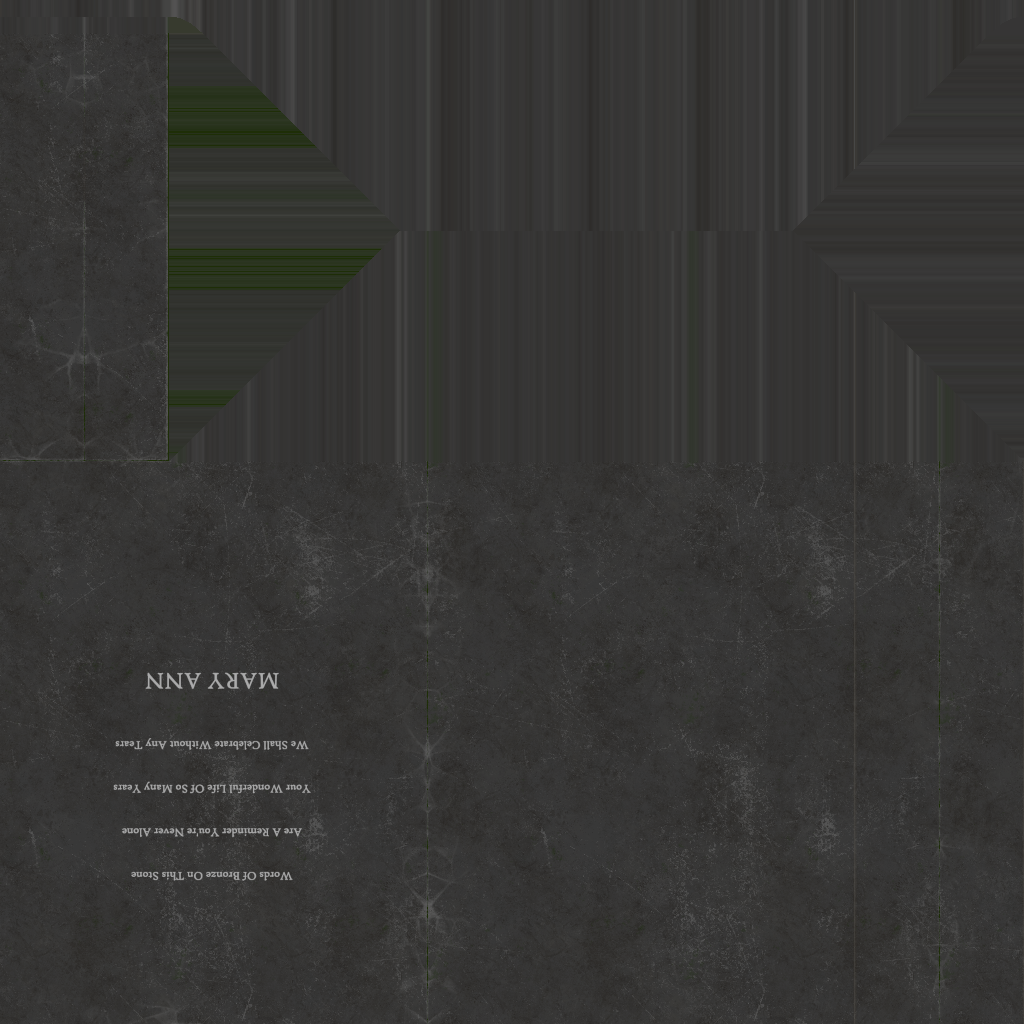 Words Of Bronze On This Stone
Are A Reminder You're Never Alone
Your Wonderful Life Of So Many Years
We Shall Celebrate Without Any Tears
MARY ANN